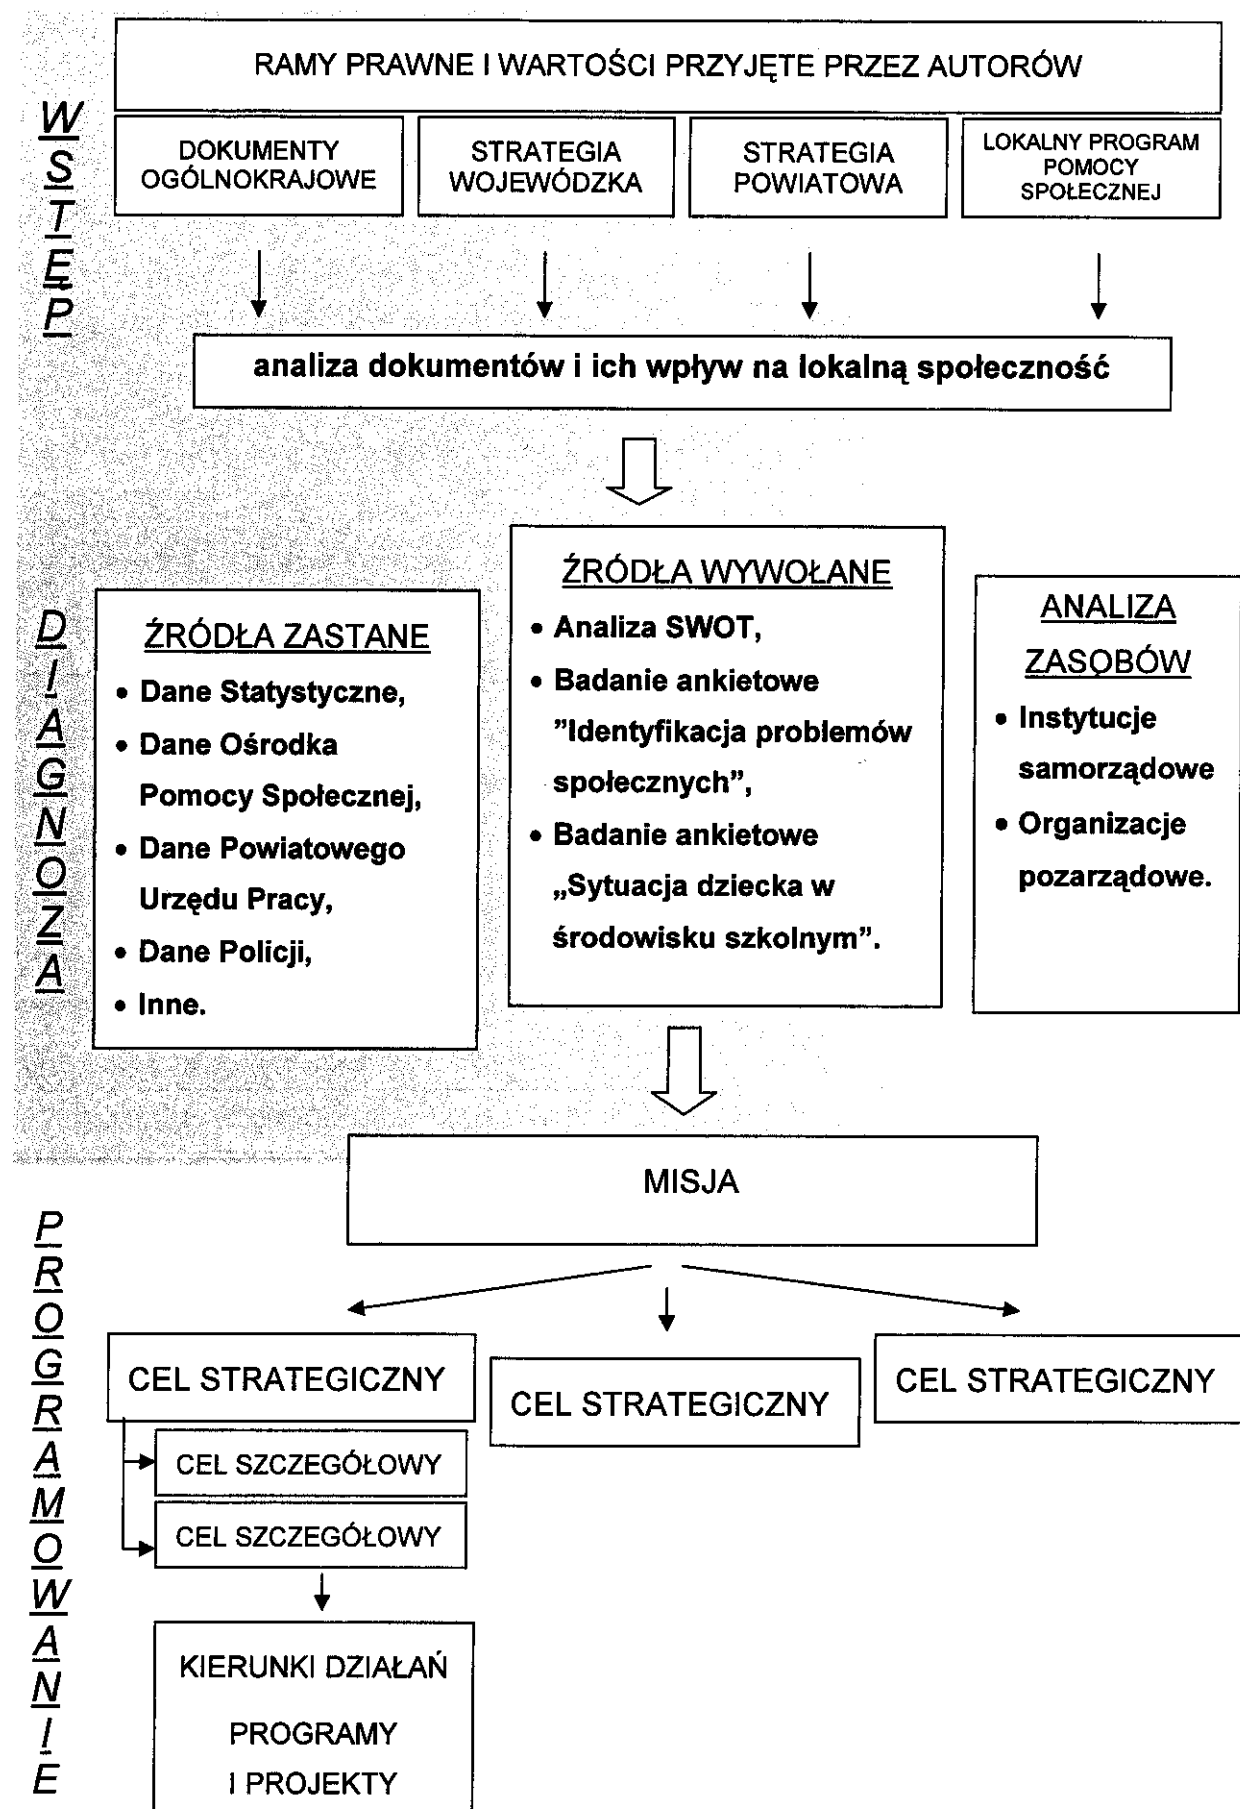 WSTĘP
RAMY PRAWNE I WARTOŚCI PRZYJĘTE PRZEZ AUTORÓW
DOKUMENTY
OGÓLNOKRAJOWE
STRATEGIA
WOJEWÓDZKA
STRATEGIA
POWIATOWA
LOKALNY PROGRAM
POMOCY
SPOŁECZNEJ
analiza dokumentów i ich wpływ na lokalną społeczność
DIAGNOZA
ŹRÓDŁA ZASTANE
• Dane Statystyczne,
• Dane Ośrodka
Pomocy Społecznej,
• Dane Powiatowego
Urzędu Pracy,
• Dane Policji,
• Inne.
ŹRÓDŁA WYWOŁANE
• Analiza SWOT,
• Badanie ankietowe
”Identyfikacja problemów
społecznych”,
• Badanie ankietowe
„Sytuacja dziecka w
środowisku szkolnym”.
ANALIZA
ZASOBÓW
• Instytucje
samorządowe
• Organizacje
pozarządowe.
PROGRAMOWANIE
MISJA
CEL STRATEGICZNY
CEL STRATEGICZNY
CEL STRATEGICZNY
CEL SZCZEGÓŁOWY
CEL SZCZEGÓŁOWY
KIERUNKI DZIAŁAŃ
PROGRAMY
I PROJEKTY